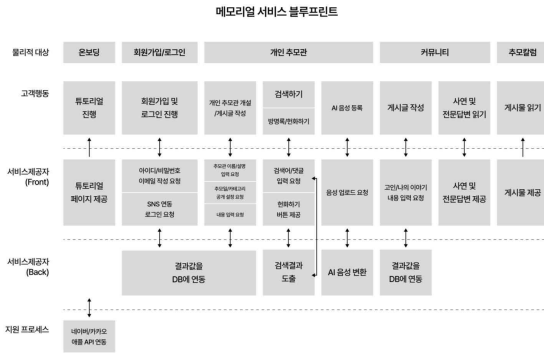 메모리얼 서비스 블루프린트
물리적 대상
온보딩
회원가입/로그인
개인 추모관
커뮤니티
추모칼럼
고객행동
튜토리얼
진행
회원가입 및
로그인 진행
개인 추모관 개설
/게시글 작성
검색하기
방명록/헌화하기
AI 음성 등록
게시글 작성
사연 및
전문답변 읽기
게시물 읽기
서비스제공자
(Front)
튜토리얼
페이지 제공
아이디/비밀번호
이메일 작성 요청
SNS 연동
로그인 요청
추모관 이름/설명
입력 요청
추모일/카테고리
공개 설정 요청
내용 입력 요청
검색어/댓글
입력 요청
헌화하기
버튼 제공
음성 업로드 요청
고인/나의 이야기
내용 입력 요청
사연 및
전문답변 제공
게시물 제공
서비스제공자
(Back)
결과값을
DB에 연동
검색결과
도출
AI 음성 변환
결과값을
DB에 연동
지원 프로세스
네이버/카카오
애플 API 연동